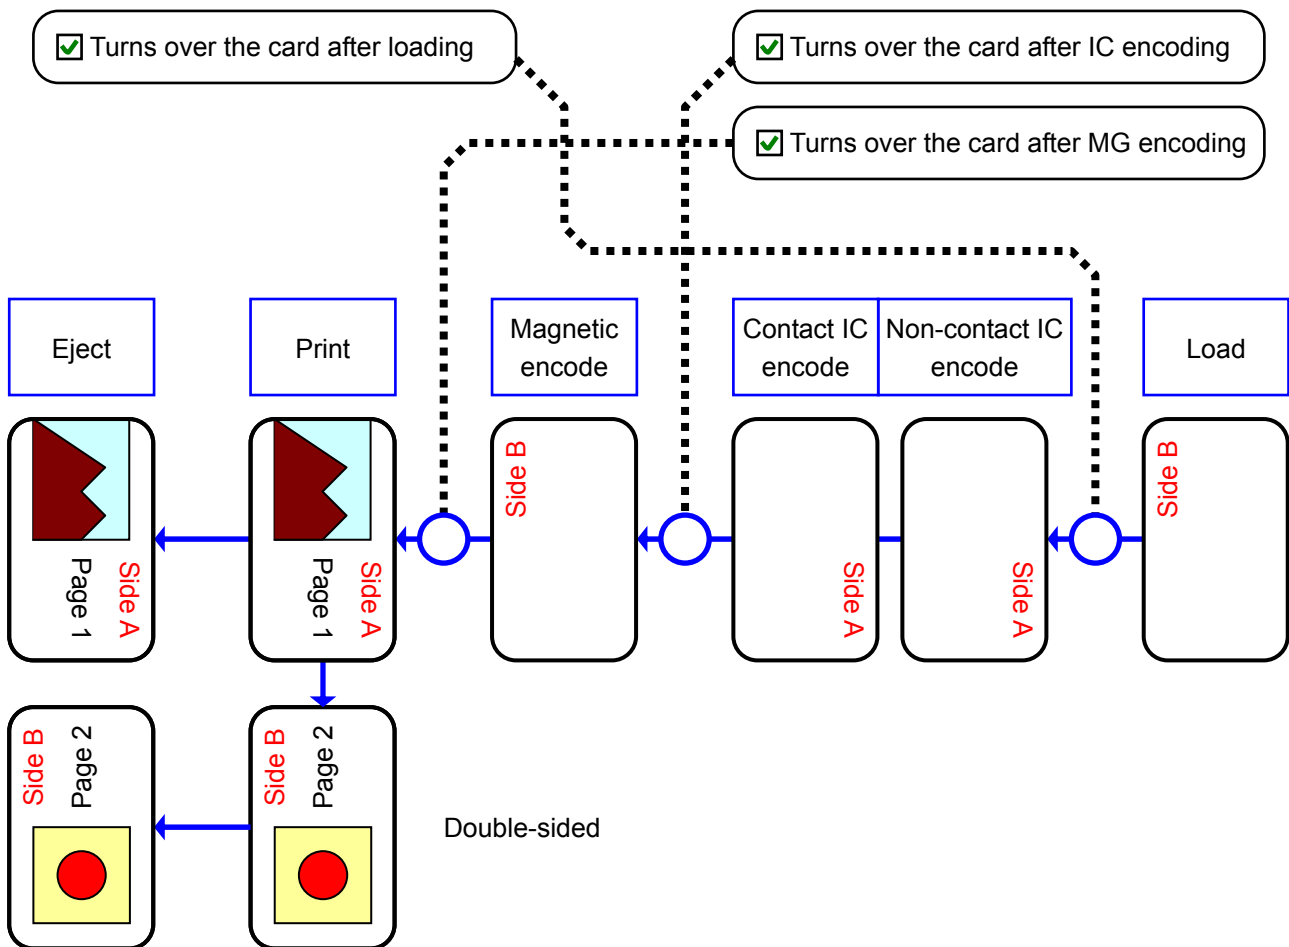 Turns over the card after loading
Turns over the card after IC encoding
Turns over the card after MG encoding
Eject
Print
Magnetic
encode
Contact IC
encode
Non-contact IC
encode
Load
Page 1
Side A
Page 1
Side A
Side B
Side A
Side A
Side B
Side B
Page 2
Side B
Page 2
Double-sided